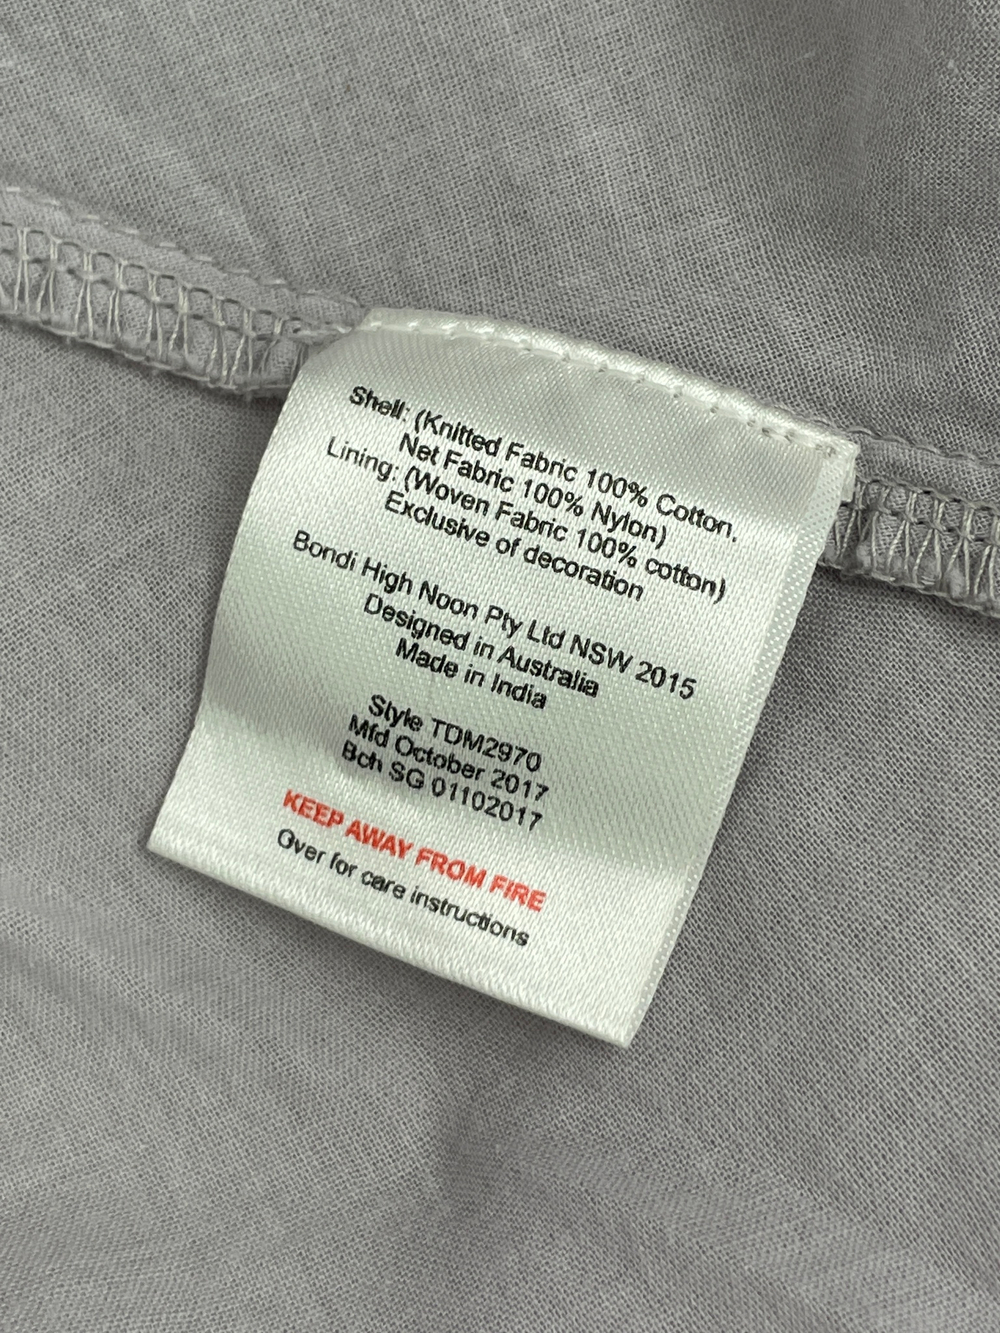 Shell: (Knitted Fabric 100% Cotton,
Net Fabric 100% Nylon)
Lining: (Woven Fabric 100% cotton)
Exclusive of decoration
Bondi High Noon Pty Ltd NSW 2015
Designed in Australia
Made in India
Style TDM2970
Mfd October 2017
Bch SG 01102017
KEEP AWAY FROM FIRE
Over for care instructions